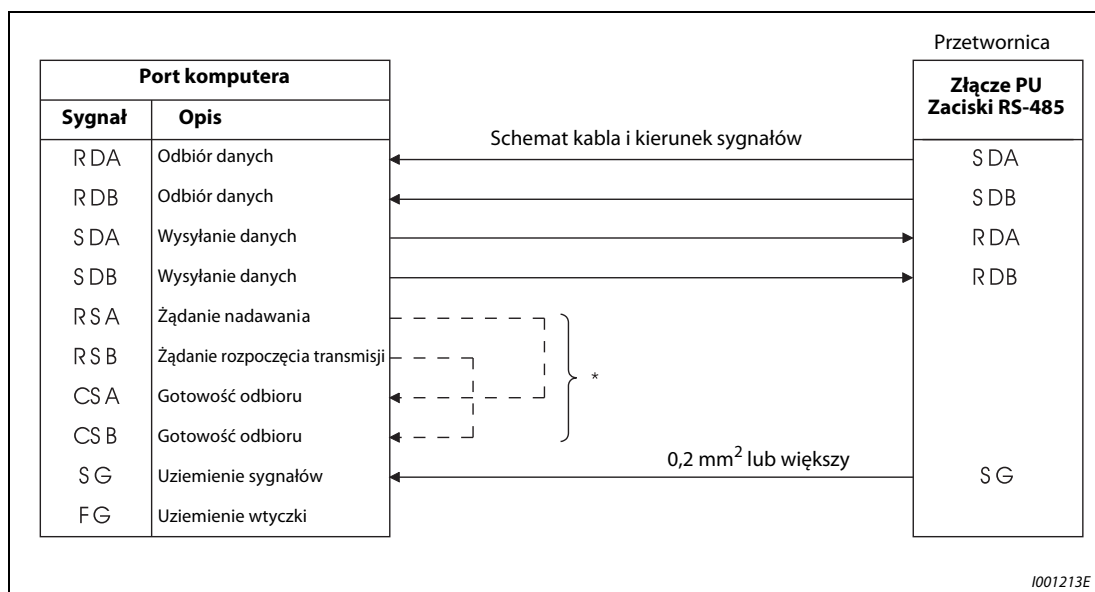 Przetwornica
Port komputera
Złącze PU
Zaciski RS-485
Sygnał Opis
Schemat kabla i kierunek sygnałów
RDA Odbiór danych SDA
RDB Odbiór danych SDB
SDA Wysyłanie danych RDA
SDB Wysyłanie danych RDB
RSA Żądanie nadawania
RSB Żądanie rozpoczęcia transmisji
*
CSA Gotowość odbioru
CSB Gotowość odbioru
0,2 mm² lub większy
SG Uziemienie sygnałów SG
FG Uziemienie wtyczki
I001213E